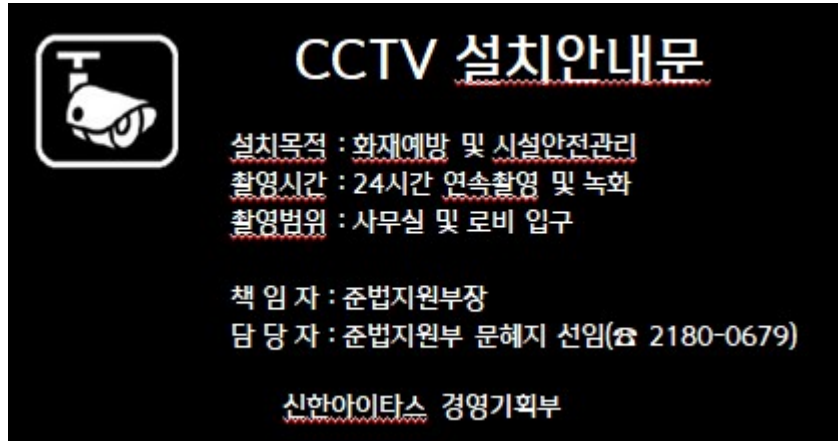 CCTV 설치안내문
설치목적 : 화재예방 및 시설안전관리
촬영시간 : 24시간 연속촬영 및 녹화
촬영범위 : 사무실 및 로비 입구
책 임 자 : 준법지원부장
담 당 자 : 준법지원부 문혜지 선임(☎ 2180-0679)
신한아이타스 경영기획부